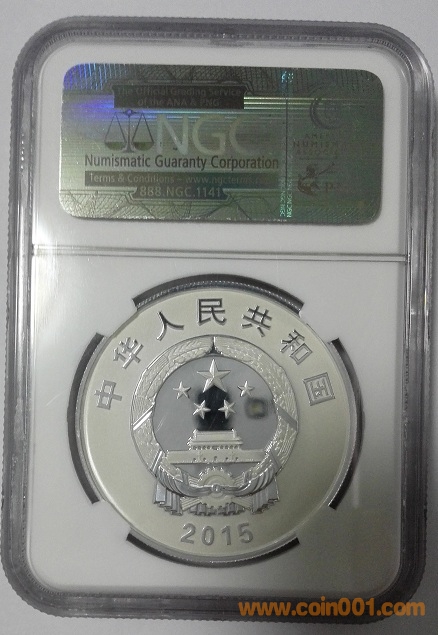 The Official Grading Service
of the ANA & PNG
NGC
Numismatic Guaranty Corporation
Terms & Conditions – www.ngccoin.com
888.NGC.1141
中华人民共和国
2015
www.coin001.com